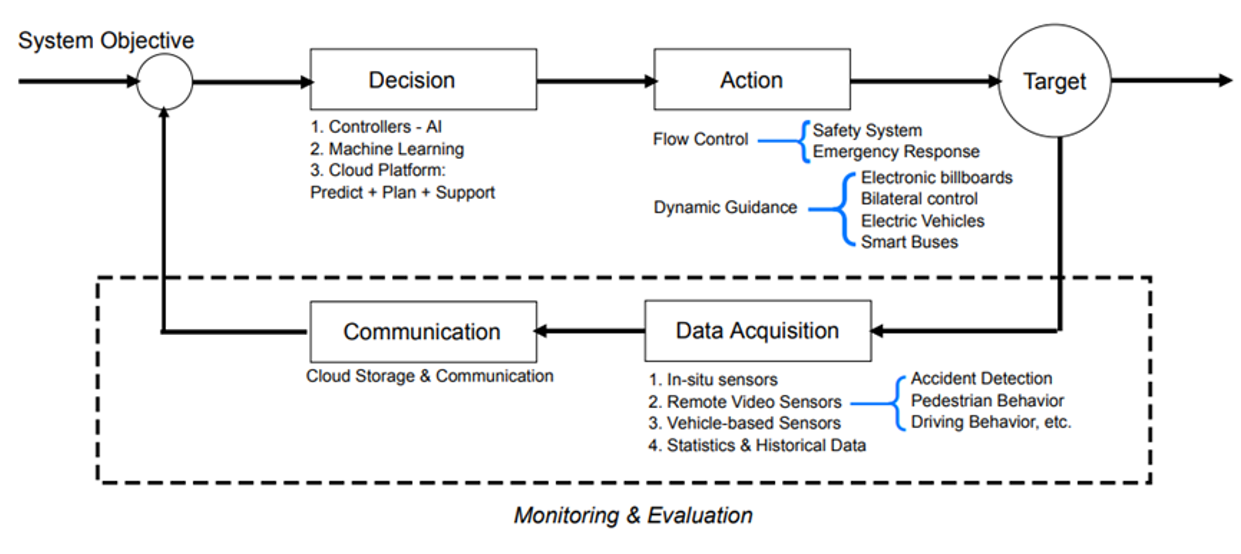 System Objective
Decision
Action
Target
1. Controllers - AI
2. Machine Learning
3. Cloud Platform:
Predict + Plan + Support
Flow Control
Safety System
Emergency Response
Dynamic Guidance
Electronic billboards
Bilateral control
Electric Vehicles
Smart Buses
Communication
Cloud Storage & Communication
Data Acquisition
1. In-situ sensors
2. Remote Video Sensors
3. Vehicle-based Sensors
4. Statistics & Historical Data
Accident Detection
Pedestrian Behavior
Driving Behavior, etc.
Monitoring & Evaluation